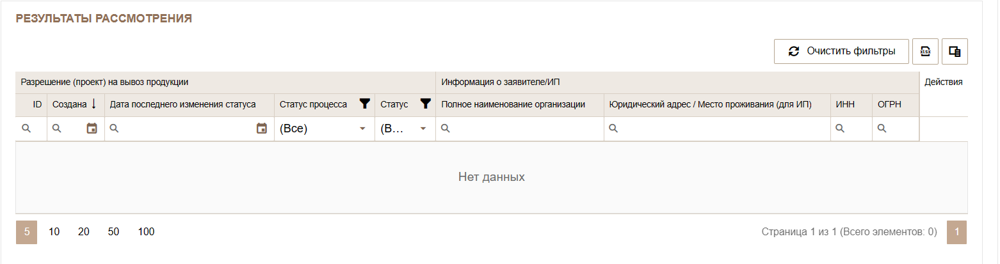 РЕЗУЛЬТАТЫ РАССМОТРЕНИЯ
Очистить фильтры
xlsx
Разрешение (проект) на вывоз продукции
Информация о заявителе/ИП
Действия
ID
Создана
Дата последнего изменения статуса
Статус процесса
Статус
Полное наименование организации
Юридический адрес / Место проживания (для ИП)
ИНН
ОГРН
(Все)
(В...
Нет данных
5 10 20 50 100
Страница 1 из 1 (Всего элементов: 0) 1